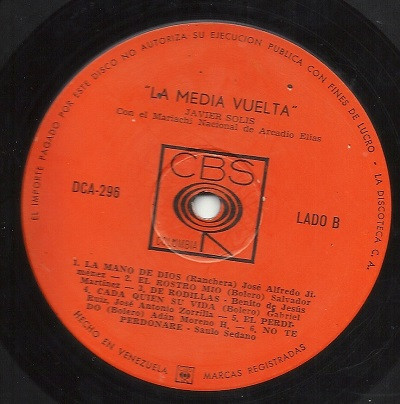 EL IMPORTE PAGADO POR ESTE DISCO NO AUTORIZA SU EJECUCION PUBLICA CON FINES DE LUCRO - LA DISCOTECA C. A.
"LA MEDIA VUELTA"
JAVIER SOLIS
Con el Mariachi Nacional de Arcadio Elías
CBS
DCA-296
LADO B
COLUMBIA
1. LA MANO DE DIOS (Ranchera) José Alfredo Ji-
ménez - 2. EL ROSTRO MIO (Bolero) Salvador
Martinez - 3. DE RODILLAS - Benito de Jesús
4. CADA QUIEN SU VIDA (Bolero) Gabriel
Ruiz, José Antonio Zorrilla - 5. EL PERDI-
DO (Bolero) Adán Moreno H. - 6. NO TE
PERDONARE - Saulo Sedano
HECHO EN VENEZUELA
CBS
MARCAS REGISTRADAS